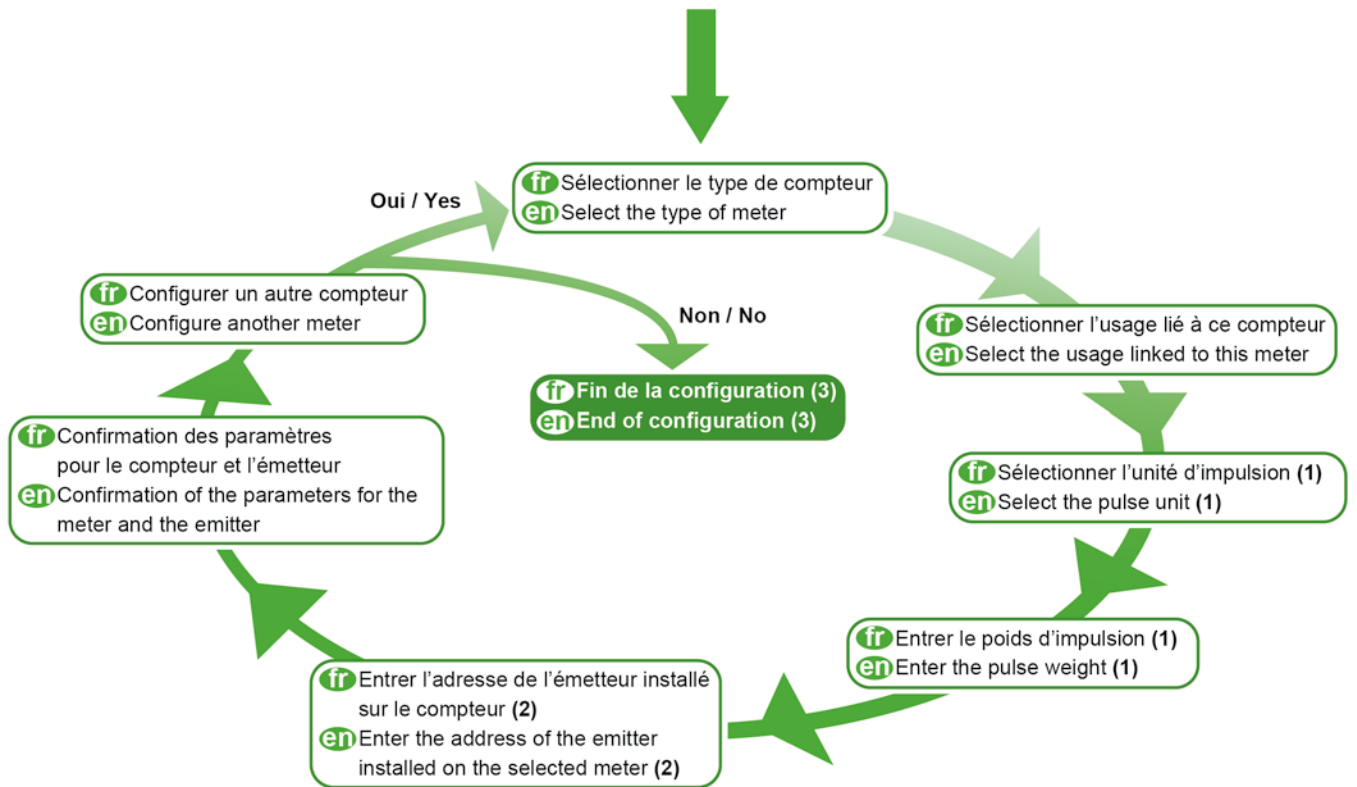 fr Sélectionner le type de compteur
en Select the type of meter
Oui / Yes
fr Configurer un autre compteur
en Configure another meter
Non / No
fr Sélectionner l'usage lié à ce compteur
en Select the usage linked to this meter
fr Fin de la configuration (3)
en End of configuration (3)
fr Confirmation des paramètres
pour le compteur et l'émetteur
en Confirmation of the parameters for the
meter and the emitter
fr Sélectionner l'unité d'impulsion (1)
en Select the pulse unit (1)
fr Entrer le poids d'impulsion (1)
en Enter the pulse weight (1)
fr Entrer l'adresse de l'émetteur installé
sur le compteur (2)
en Enter the address of the emitter
installed on the selected meter (2)